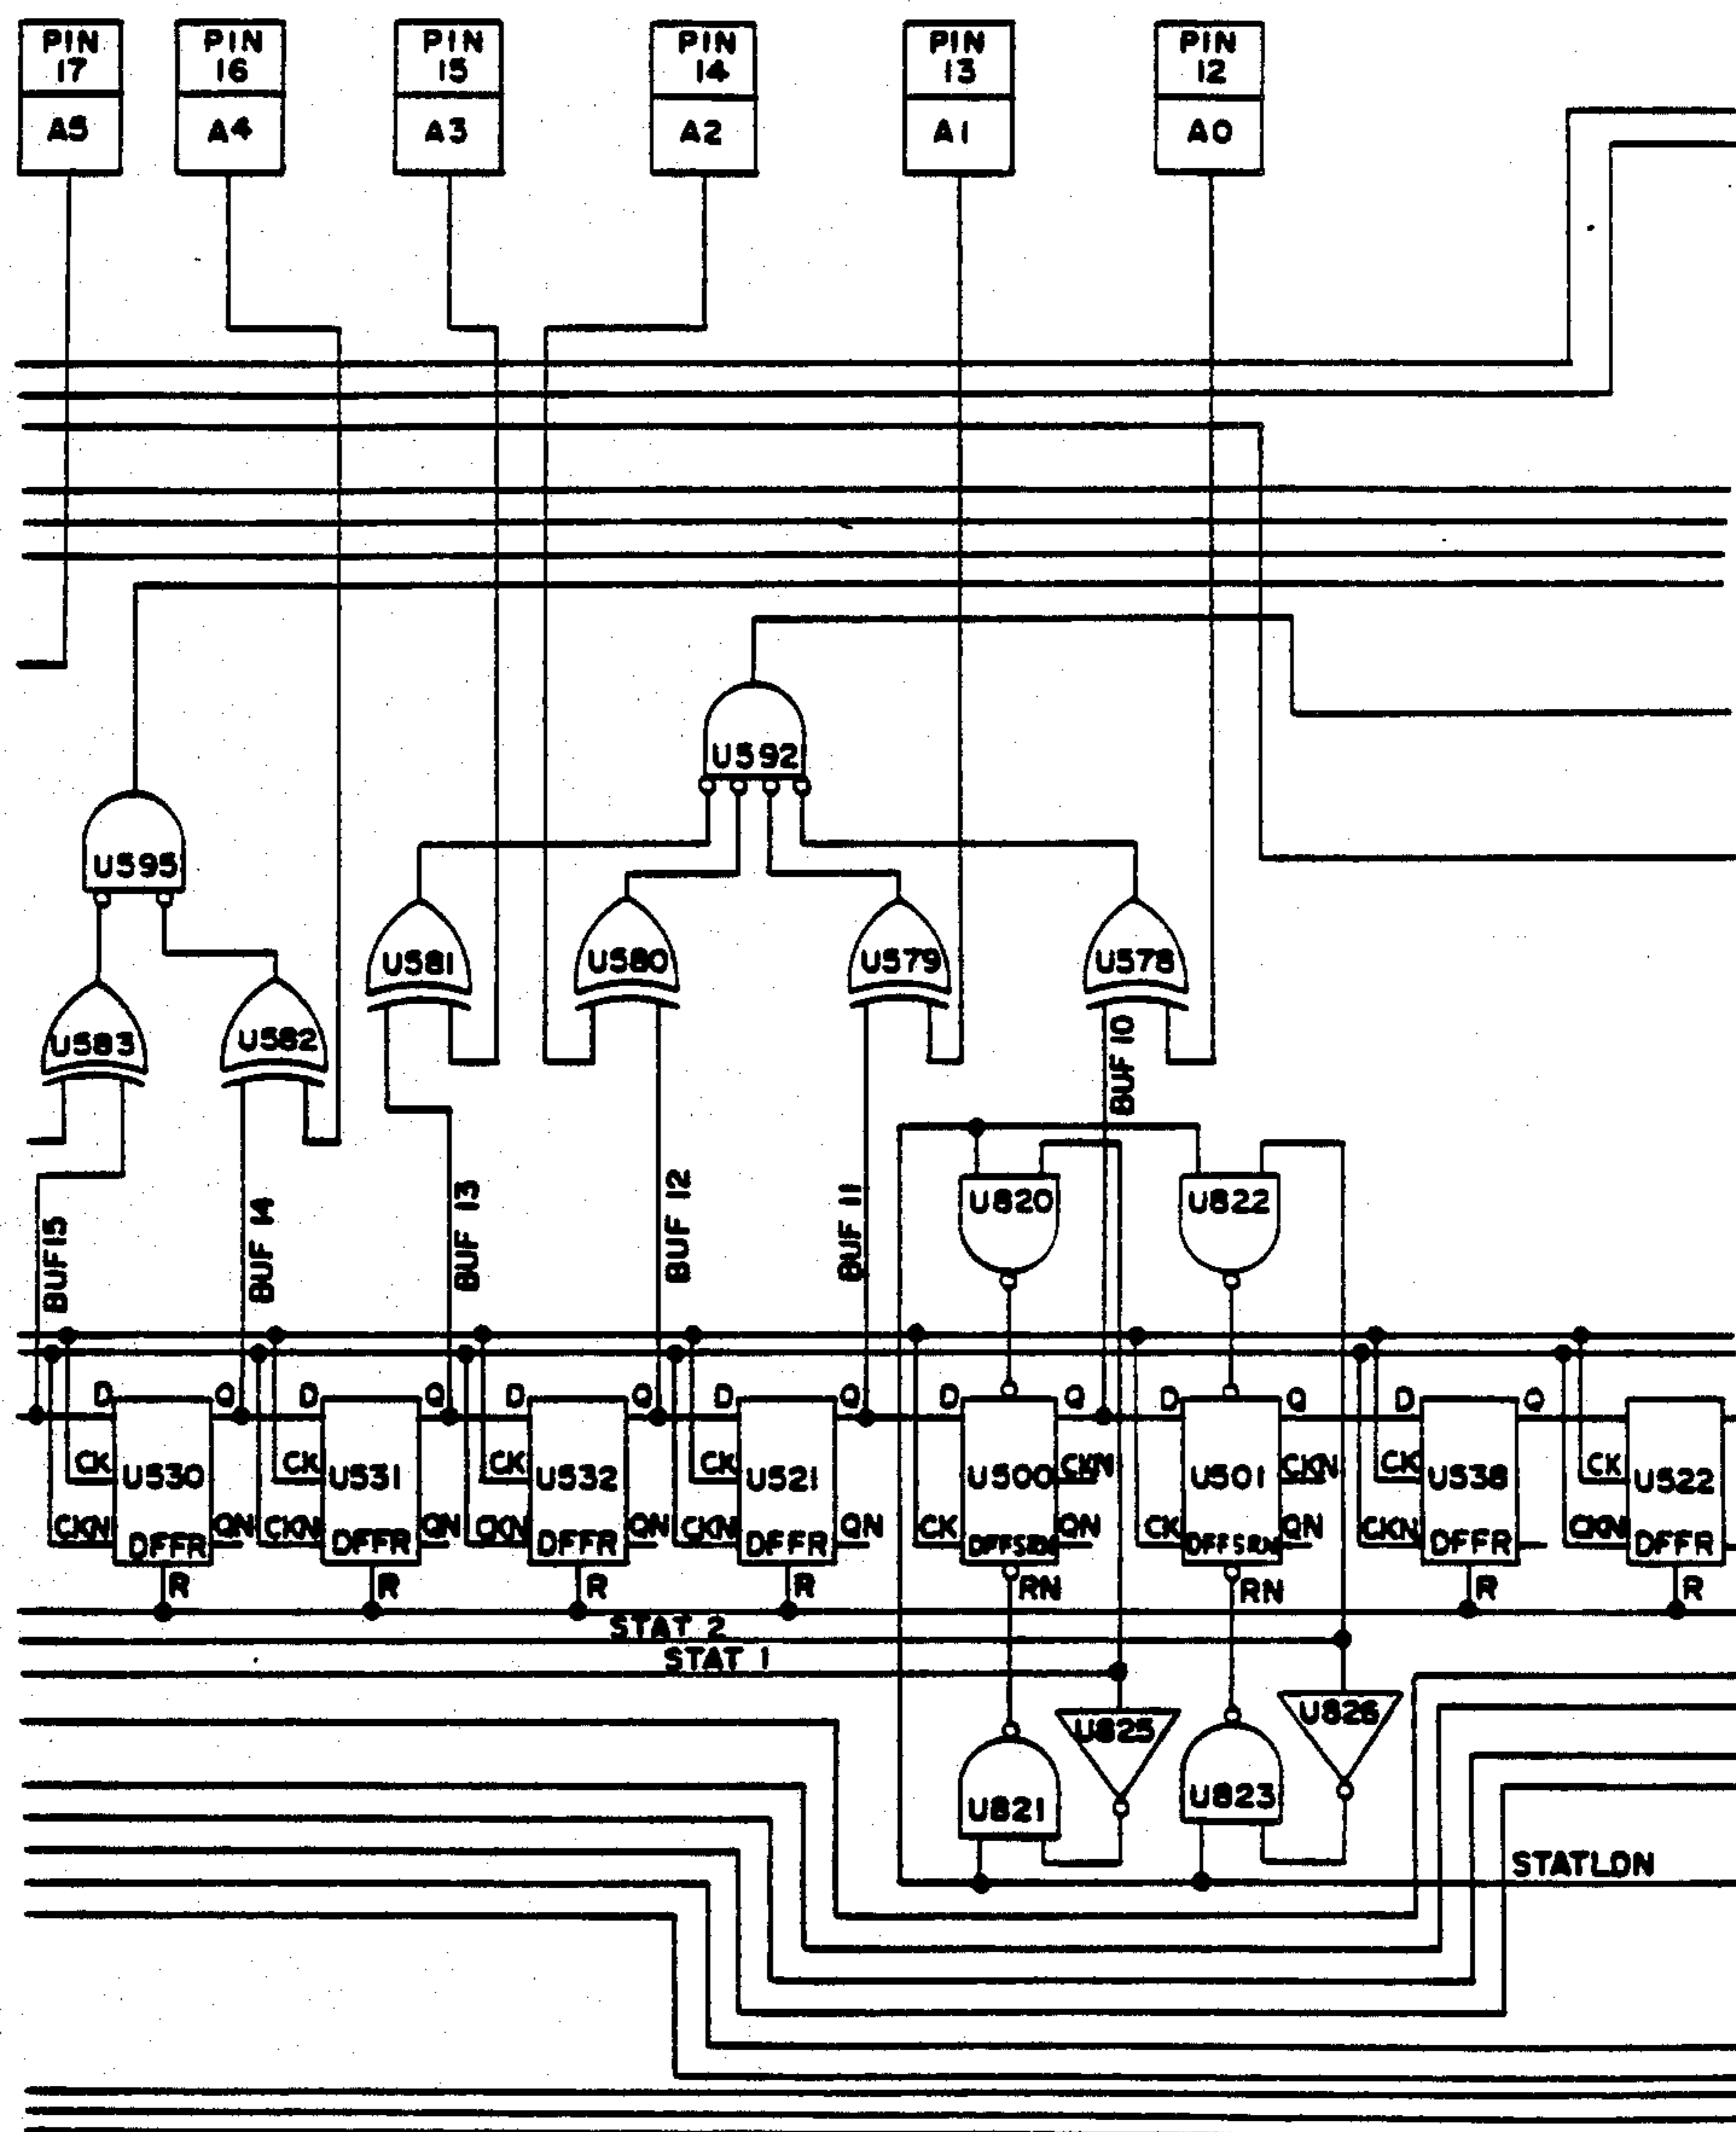 PIN 17
A5
PIN 16
A4
PIN 15
A3
PIN 14
A2
PIN 13
A1
PIN 12
A0
U592
U595
U581
U580
U579
U578
U583
U582
BUF 10
BUF15
BUF 14
BUF 13
BUF 12
BUF 11
U820
U822
D
Q
D
Q
D
Q
D
Q
D
Q
D
Q
D
Q
CK
U530
CK
U531
CK
U532
CK
U521
U500
CKN
U501
CKN
CK
U538
CK
U522
CKN
DFFR
QN
CKN
DFFR
QN
CKN
DFFR
QN
CKN
DFFR
QN
CK
DFFSRN
QN
CK
DFFSRN
QN
CKN
DFFR
CKN
DFFR
R
R
R
R
RN
RN
R
R
STAT 2
STAT 1
U825
U826
U821
U823
STATLDN